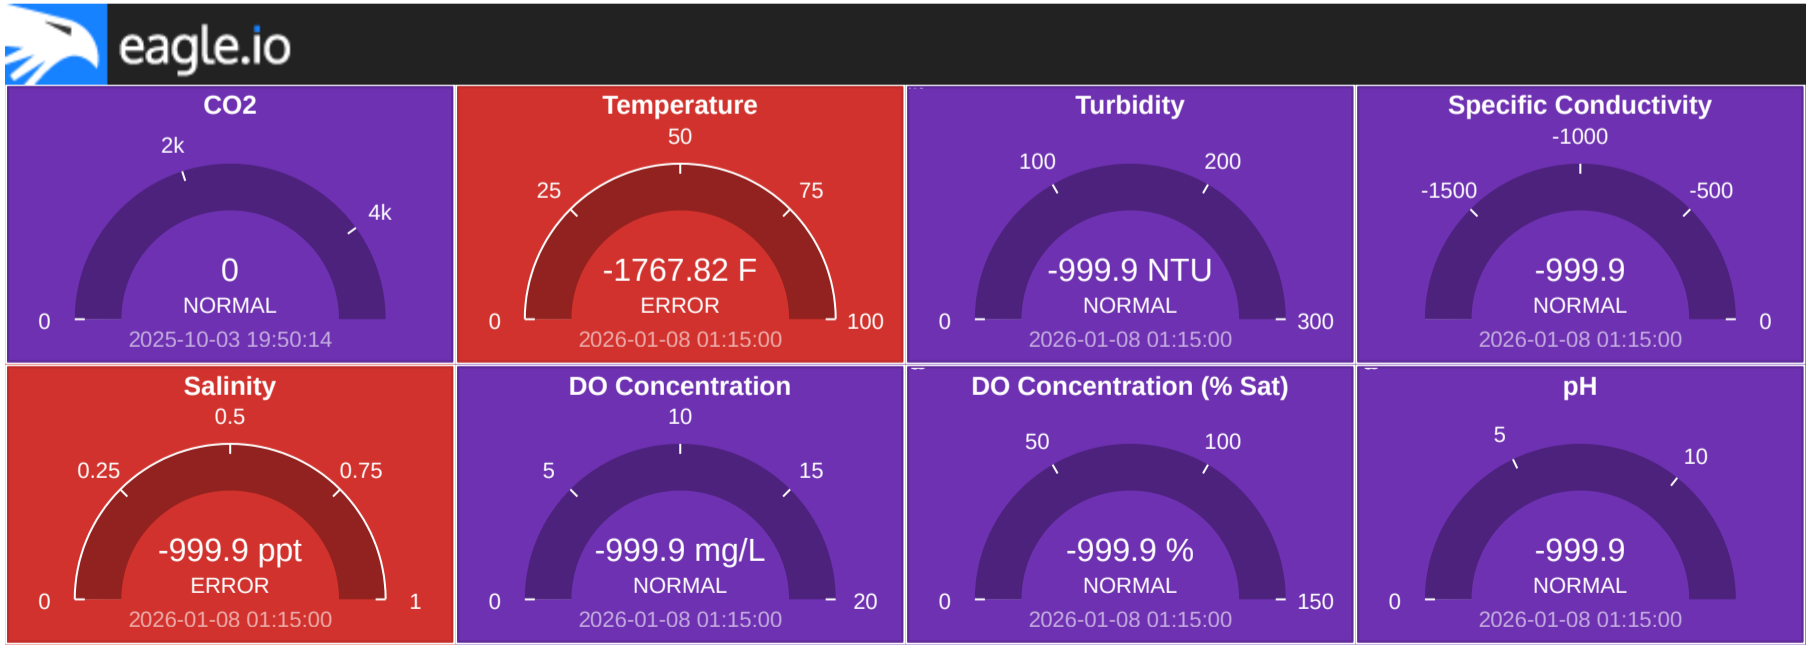 eagle.io
CO2
2k
4k
0
NORMAL
0
2025-10-03 19:50:14
Temperature
50
25
75
-1767.82 F
ERROR
0
100
2026-01-08 01:15:00
Turbidity
100
200
-999.9 NTU
NORMAL
0
300
2026-01-08 01:15:00
Specific Conductivity
-1000
-1500
-500
-999.9
NORMAL
0
2026-01-08 01:15:00
Salinity
0.5
0.25
0.75
-999.9 ppt
ERROR
0
1
2026-01-08 01:15:00
DO Concentration
10
5
15
-999.9 mg/L
NORMAL
0
20
2026-01-08 01:15:00
DO Concentration (% Sat)
50
100
-999.9 %
NORMAL
0
150
2026-01-08 01:15:00
pH
5
10
-999.9
NORMAL
0
2026-01-08 01:15:00